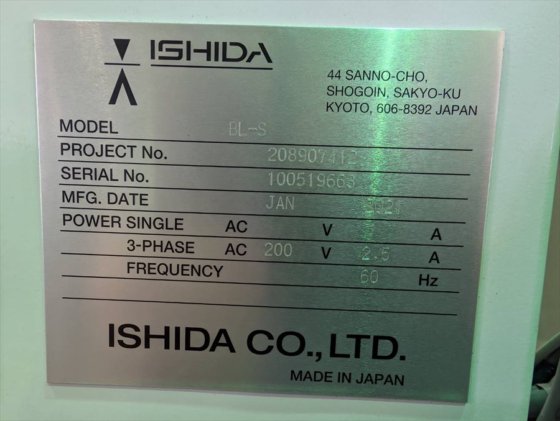 ISHIDA
44 SANNO-CHO,
SHOGOIN, SAKYO-KU
KYOTO, 606-8392 JAPAN
MODEL BL-S
PROJECT No.
SERIAL No. 100519663
MFG. DATE JAN
POWER SINGLE AC V A
3-PHASE AC 200 V 2.5 A
FREQUENCY 60 Hz
ISHIDA CO.,LTD.
MADE IN JAPAN